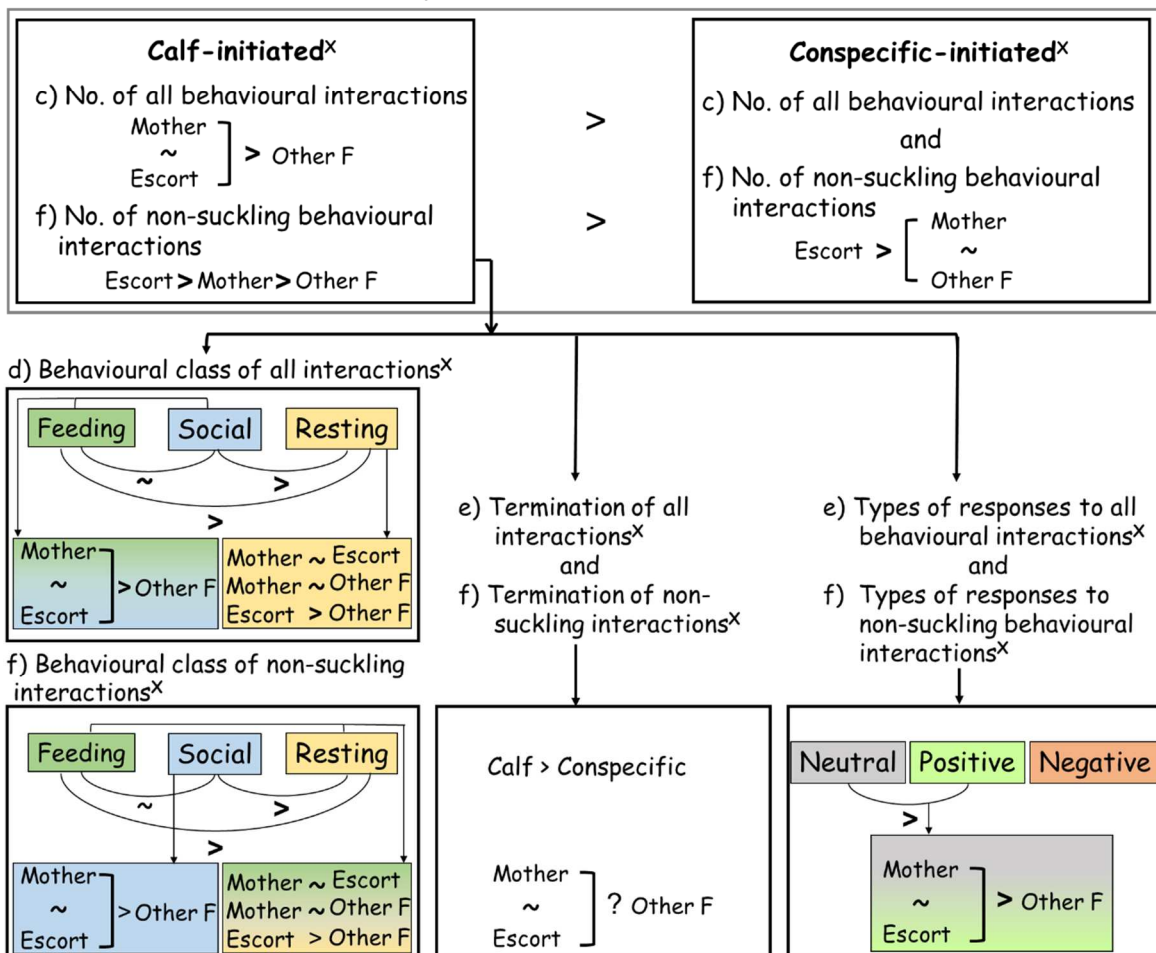 Calf-initiatedˣ
c) No. of all behavioural interactions
Mother
~
Escort
> Other F
f) No. of non-suckling behavioural
interactions
Escort > Mother > Other F
>
>
Conspecific-initiatedˣ
c) No. of all behavioural interactions
and
f) No. of non-suckling behavioural
interactions
Escort >
Mother
~
Other F
d) Behavioural class of all interactionsˣ
Feeding Social Resting
~ >
>
Mother
~
Escort
> Other F
Mother ~ Escort
Mother ~ Other F
Escort > Other F
f) Behavioural class of non-suckling
interactionsˣ
Feeding Social Resting
~ >
>
Mother
~
Escort
> Other F
Mother ~ Escort
Mother ~ Other F
Escort > Other F
e) Termination of all
interactionsˣ
and
f) Termination of non-
suckling interactionsˣ
Calf > Conspecific
Mother
~
Escort
? Other F
e) Types of responses to all
behavioural interactionsˣ
and
f) Types of responses to
non-suckling behavioural
interactionsˣ
Neutral Positive Negative
>
Mother
~
Escort
> Other F